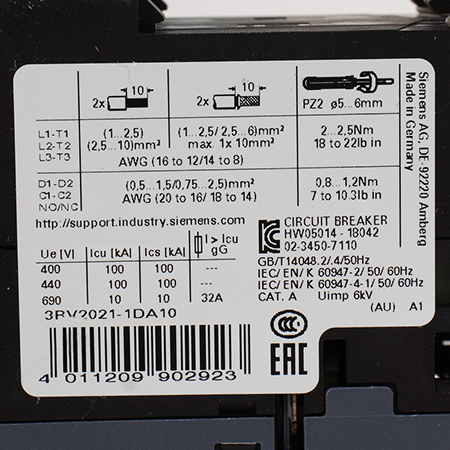 10
10
2x
2x
PZ2 ø5...6mm
L1-T1
L2-T2
L3-T3
(1...2,5)
(2,5...10)mm²
(1...2,5/2,5...6)mm²
max. 1x 10mm²
AWG (16 to 12/14 to 8)
2...2,5Nm
18 to 22lb in
D1-D2
C1-C2
NO/NC
(0,5...1,5/0,75...2,5)mm²
AWG (20 to 16/ 18 to 14)
0,8...1,2Nm
7 to 10.3lb in
http://support.industry.siemens.com
Ue [V] Icu [kA] Ics [kA] I > Icu gG
400 100 100 ---
440 100 100 ---
690 10 10 32A
3RV2021-1DA10
4 011209 902923
CIRCUIT BREAKER
HW05014 - 18042
02-3450-7110
GB/T14048.2/.4/50Hz
IEC/ EN/ K 60947-2/ 50/ 60Hz
IEC/ EN/ K 60947-4-1/ 50/ 60Hz
CAT. A Uimp 6kV
(AU) A1
CCC
EAC
Siemens AG, DE-92220 Amberg
Made in Germany